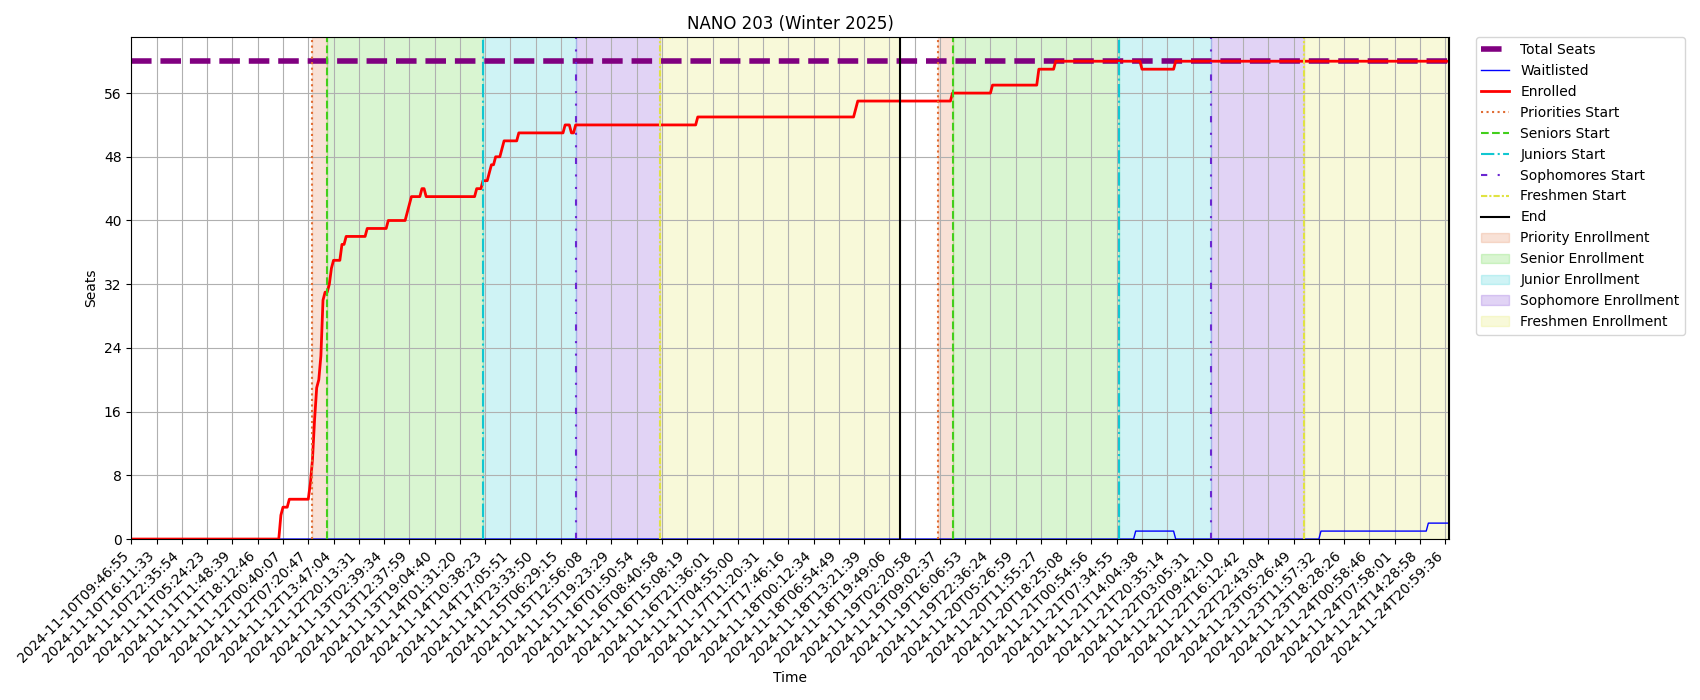 NANO 203 (Winter 2025)
Total Seats
Waitlisted
Enrolled
Priorities Start
Seniors Start
Juniors Start
Sophomores Start
Freshmen Start
End
Priority Enrollment
Senior Enrollment
Junior Enrollment
Sophomore Enrollment
Freshmen Enrollment
Seats
56
48
40
32
24
16
8
0
2024-11-10T09:46:55
2024-11-10T16:11:33
2024-11-10T22:35:54
2024-11-11T05:24:23
2024-11-11T11:48:39
2024-11-11T18:12:46
2024-11-12T00:40:07
2024-11-12T07:20:47
2024-11-12T13:47:04
2024-11-12T20:13:31
2024-11-13T02:39:34
2024-11-13T12:37:59
2024-11-13T19:04:40
2024-11-14T01:31:20
2024-11-14T10:38:23
2024-11-14T17:05:51
2024-11-14T23:33:50
2024-11-15T06:29:15
2024-11-15T12:56:08
2024-11-15T19:23:29
2024-11-16T01:50:54
2024-11-16T08:40:58
2024-11-16T15:08:19
2024-11-16T21:36:01
2024-11-17T04:55:00
2024-11-17T11:20:31
2024-11-17T17:46:16
2024-11-18T00:12:34
2024-11-18T06:54:49
2024-11-18T13:21:39
2024-11-18T19:49:06
2024-11-19T02:20:58
2024-11-19T09:02:37
2024-11-19T16:06:53
2024-11-19T22:36:24
2024-11-20T05:26:59
2024-11-20T11:55:27
2024-11-20T18:25:08
2024-11-21T00:54:56
2024-11-21T07:34:55
2024-11-21T14:04:38
2024-11-21T20:35:14
2024-11-22T03:05:31
2024-11-22T09:42:10
2024-11-22T16:12:42
2024-11-22T22:43:04
2024-11-23T05:26:49
2024-11-23T11:57:32
2024-11-23T18:28:26
2024-11-24T00:58:46
2024-11-24T07:58:01
2024-11-24T14:28:58
2024-11-24T20:59:36
Time